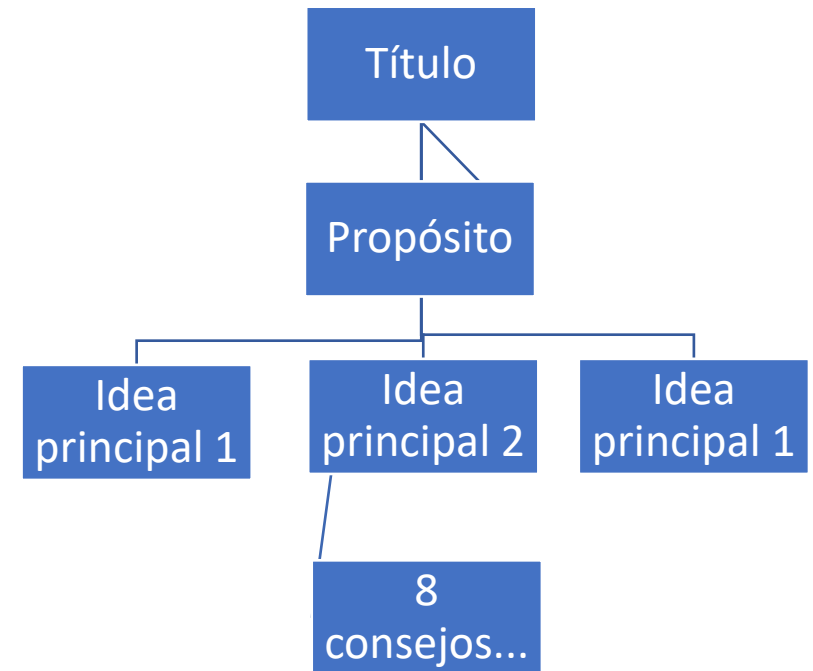 Título
Propósito
Idea
principal 1
Idea
principal 2
Idea
principal 1
8
consejos...